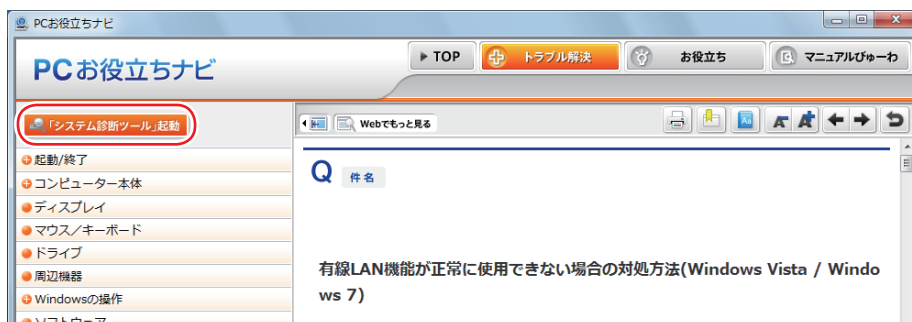 PCお役立ちナビ
PCお役立ちナビ
TOP
トラブル解決
お役立ち
マニュアルびゅーわ
「システム診断ツール」起動
Webでもっと見る
起動/終了
コンピューター本体
ディスプレイ
マウス/キーボード
ドライブ
周辺機器
Windowsの操作
ソフトウェア
Q 件名
有線LAN機能が正常に使用できない場合の対処方法(Windows Vista / Windo
ws 7)